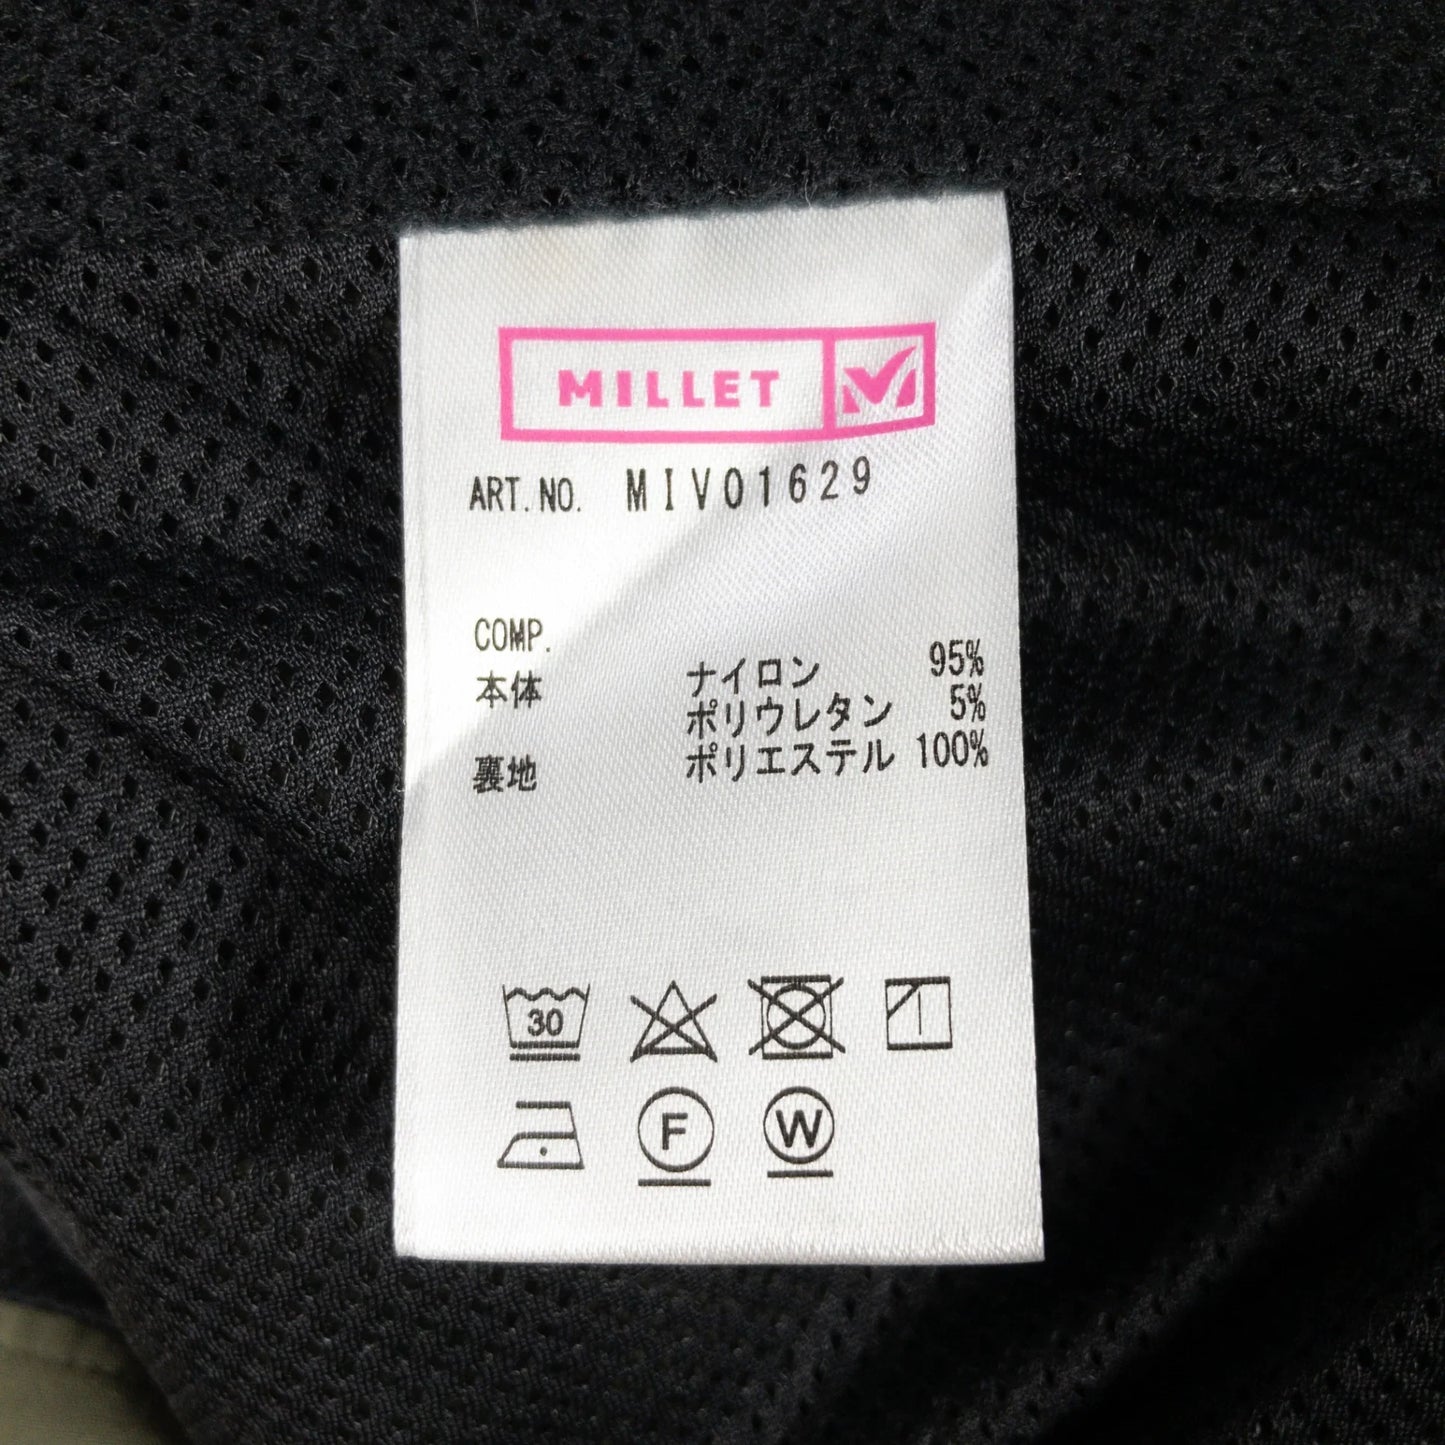 MILLET
ART.NO. MIV01629
COMP.
本体 ナイロン 95%
ポリウレタン 5%
裏地 ポリエステル 100%
30
F W